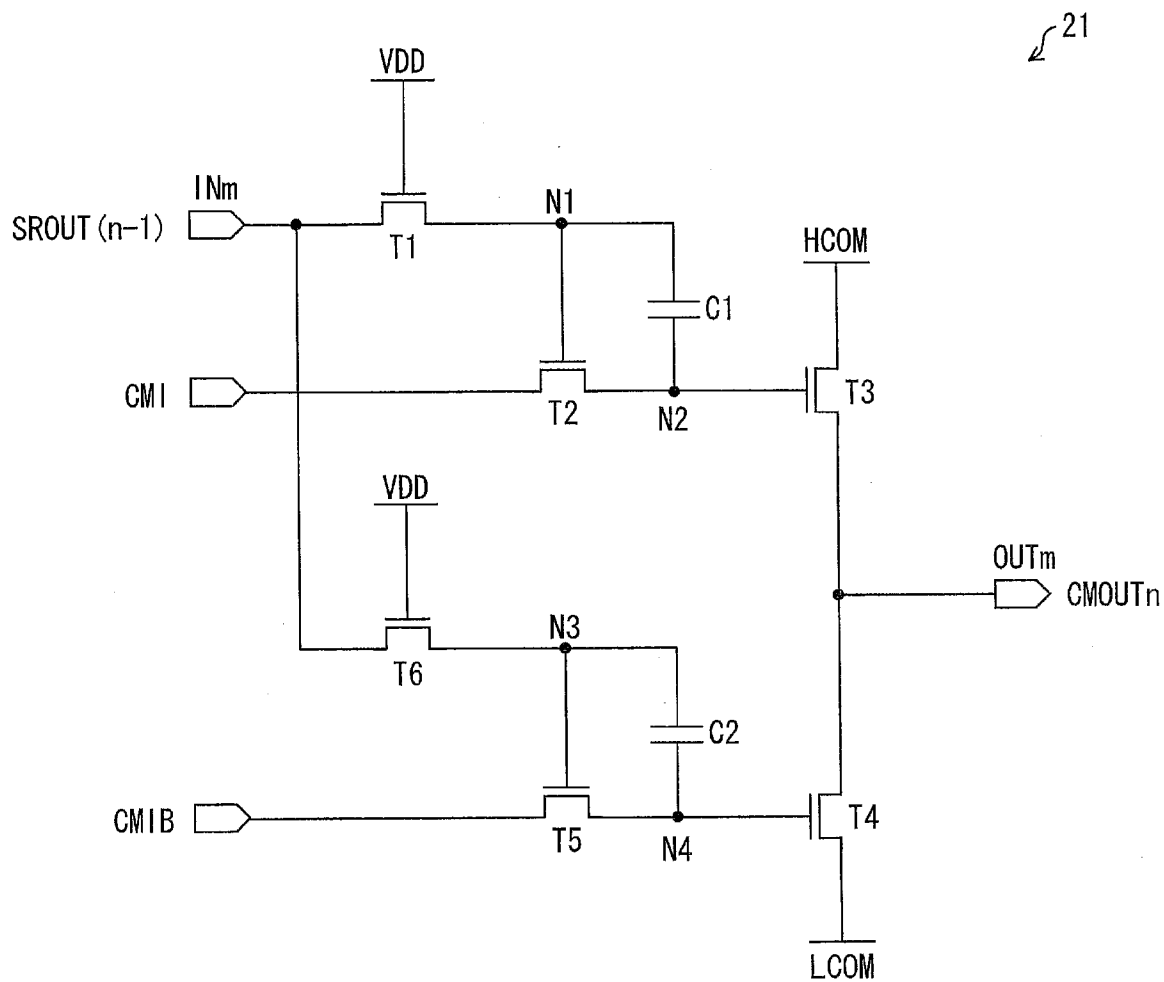 21
VDD
INm
SROUT(n-1)
T1
N1
HCOM
C1
CMI
T2
N2
T3
VDD
OUTm
CMOUTn
T6
N3
C2
CMIB
T5
N4
T4
LCOM